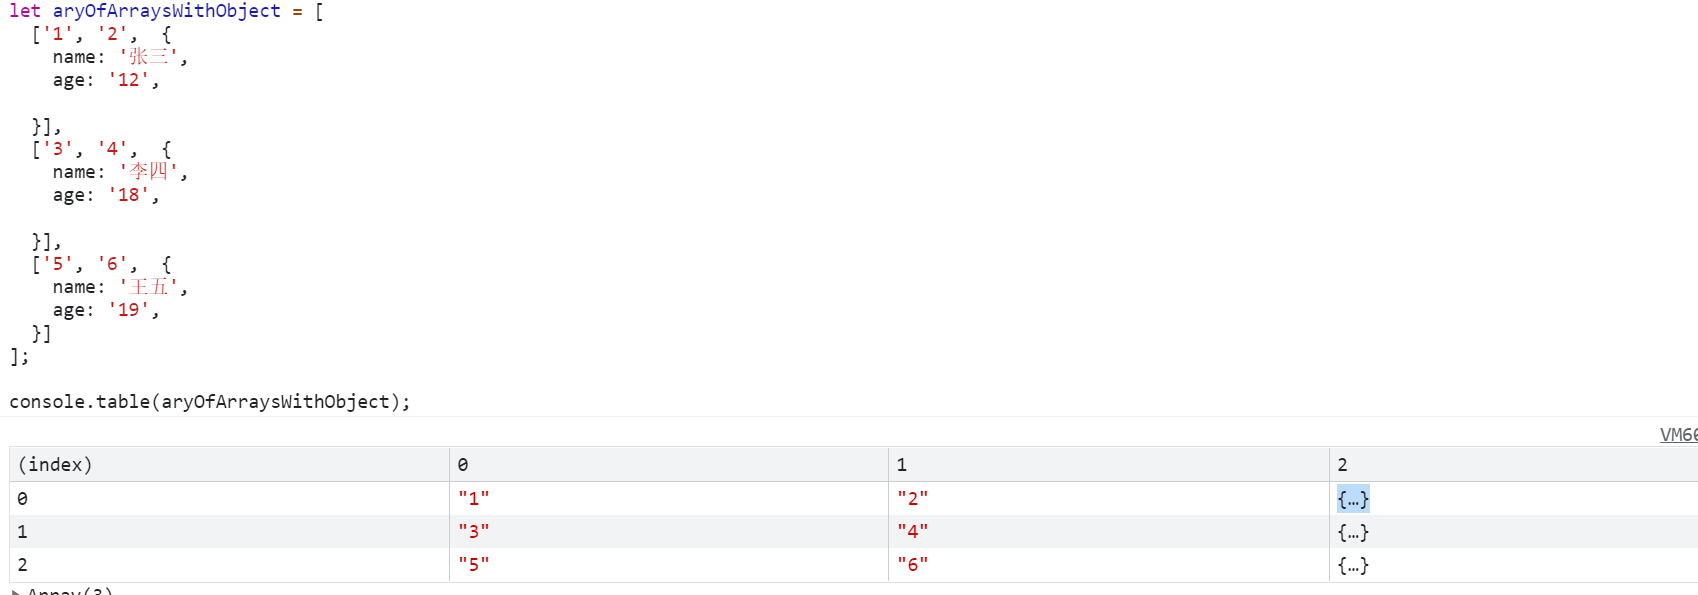 let aryOfArraysWithObject = [
  ['1', '2',  {
    name: '张三',
    age: '12',
  }],
  ['3', '4',  {
    name: '李四',
    age: '18',
  }],
  ['5', '6',  {
    name: '王五',
    age: '19',
  }]
];
console.table(aryOfArraysWithObject);
(index) 0 1 2
0 "1" "2" {…}
1 "3" "4" {…}
2 "5" "6" {…}
Array(3)